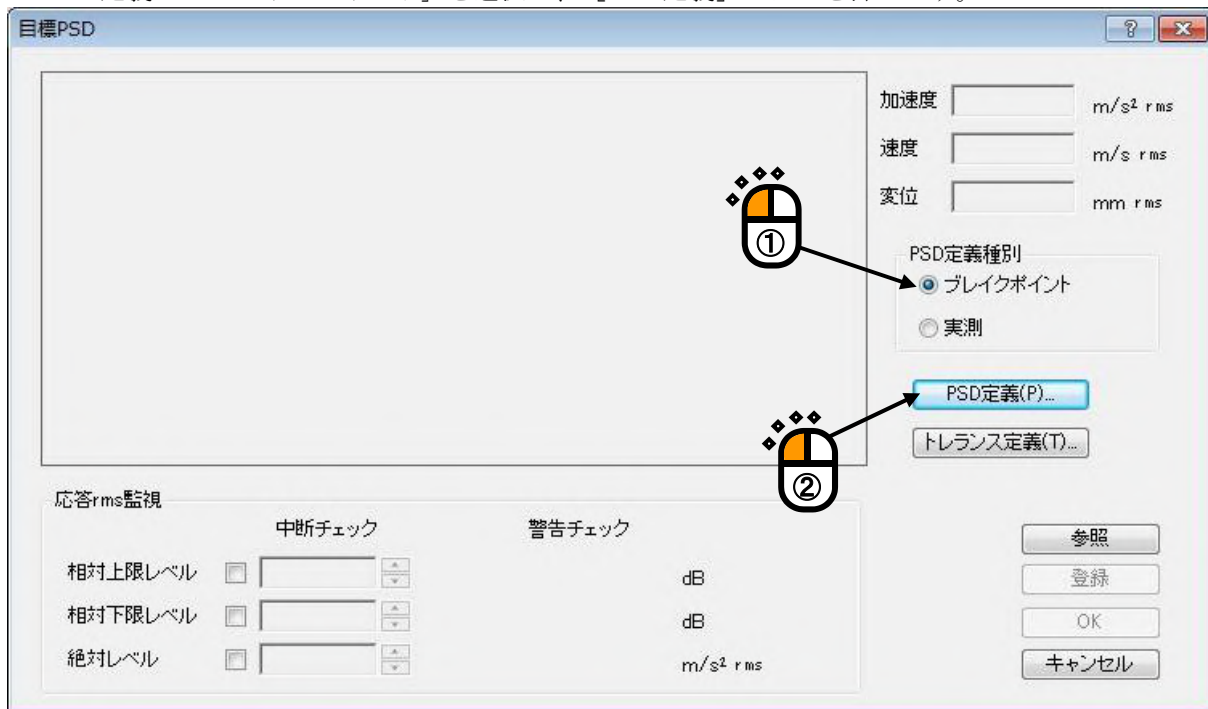 目標PSD
加速度 m/s² rms
速度 m/s rms
変位 mm rms
①
PSD定義種別
ブレイクポイント
実測
PSD定義(P)...
トレランス定義(T)...
②
応答rms監視
中断チェック 警告チェック
相対上限レベル dB
相対下限レベル dB
絶対レベル m/s² rms
参照
登録
OK
キャンセル